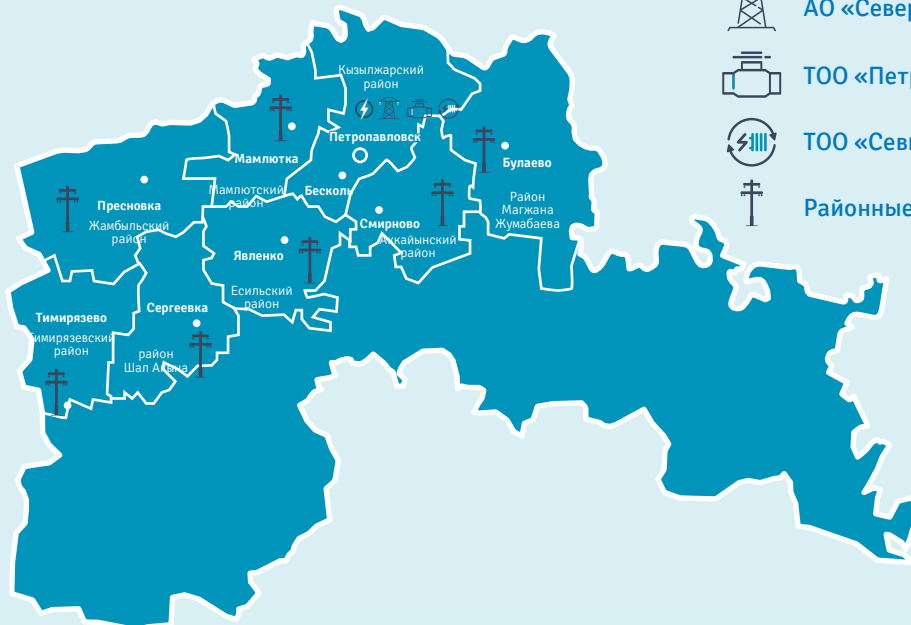 АО «Север
ТОО «Петр
ТОО «Севк
Районные
Кызылжарский
район
Петропавловск
Мамлютка
Мамлютский
район
Бесколь
Булаево
Район
Магжана
Жумабаева
Пресновка
Жамбыльский
район
Смирново
Аккайынский
район
Явленко
Есильский
район
Тимирязево
Тимирязевский
район
Сергеевка
район
Шал Акына